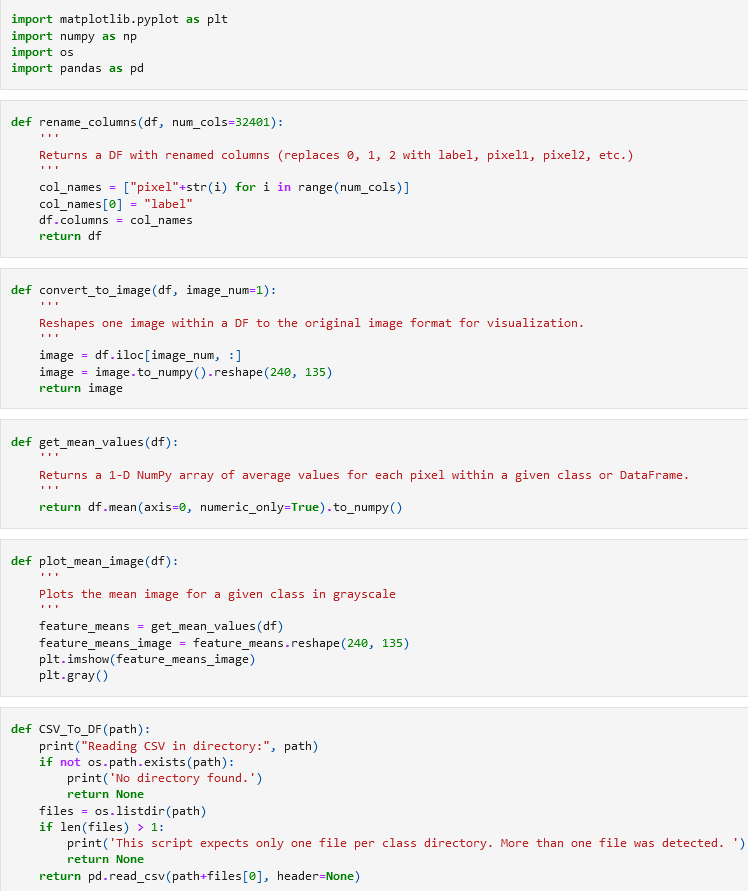 import matplotlib.pyplot as plt
import numpy as np
import os
import pandas as pd
def rename_columns(df, num_cols=32401):
    '''
    Returns a DF with renamed columns (replaces 0, 1, 2 with label, pixel1, pixel2, etc.)
    '''
    col_names = ["pixel"+str(i) for i in range(num_cols)]
    col_names[0] = "label"
    df.columns = col_names
    return df
def convert_to_image(df, image_num=1):
    '''
    Reshapes one image within a DF to the original image format for visualization.
    '''
    image = df.iloc[image_num, :]
    image = image.to_numpy().reshape(240, 135)
    return image
def get_mean_values(df):
    '''
    Returns a 1-D NumPy array of average values for each pixel within a given class or DataFrame.
    '''
    return df.mean(axis=0, numeric_only=True).to_numpy()
def plot_mean_image(df):
    '''
    Plots the mean image for a given class in grayscale
    '''
    feature_means = get_mean_values(df)
    feature_means_image = feature_means.reshape(240, 135)
    plt.imshow(feature_means_image)
    plt.gray()
def CSV_To_DF(path):
    print("Reading CSV in directory:", path)
    if not os.path.exists(path):
        print('No directory found.')
        return None
    files = os.listdir(path)
    if len(files) > 1:
        print('This script expects only one file per class directory. More than one file was detected. ')
        return None
    return pd.read_csv(path+files[0], header=None)